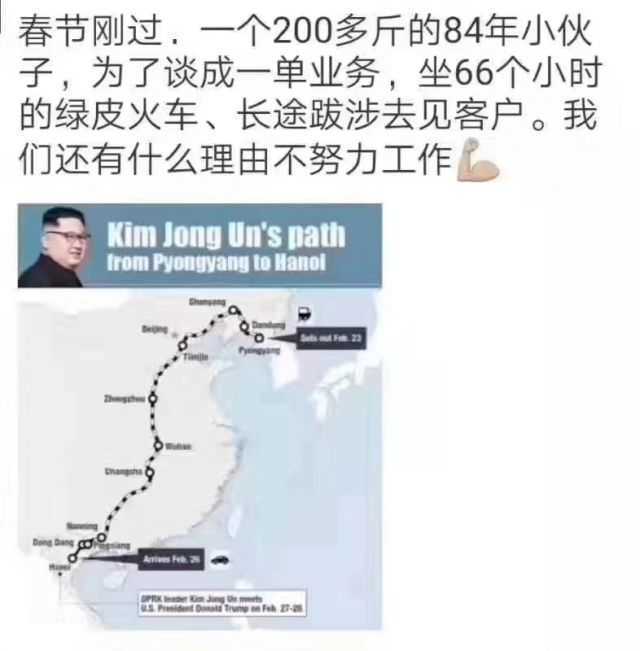 春节刚过．一个200多斤的84年小伙
子，为了谈成一单业务，坐66个小时
的绿皮火车、长途跋涉去见客户。我
们还有什么理由不努力工作💪🏼
Kim Jong Un's path
from Pyongyang to Hanoi
Shenyang
Beijing
Dandung
Sets out Feb. 23
Tianjin
Pyongyang
Zhengzhou
Wuhan
Changsha
Nanning
Dong Dang
Pingxiang
Arrives Feb. 26
Hanoi
DPRK leader Kim Jong Un meets
U.S. President Donald Trump on Feb. 27-28